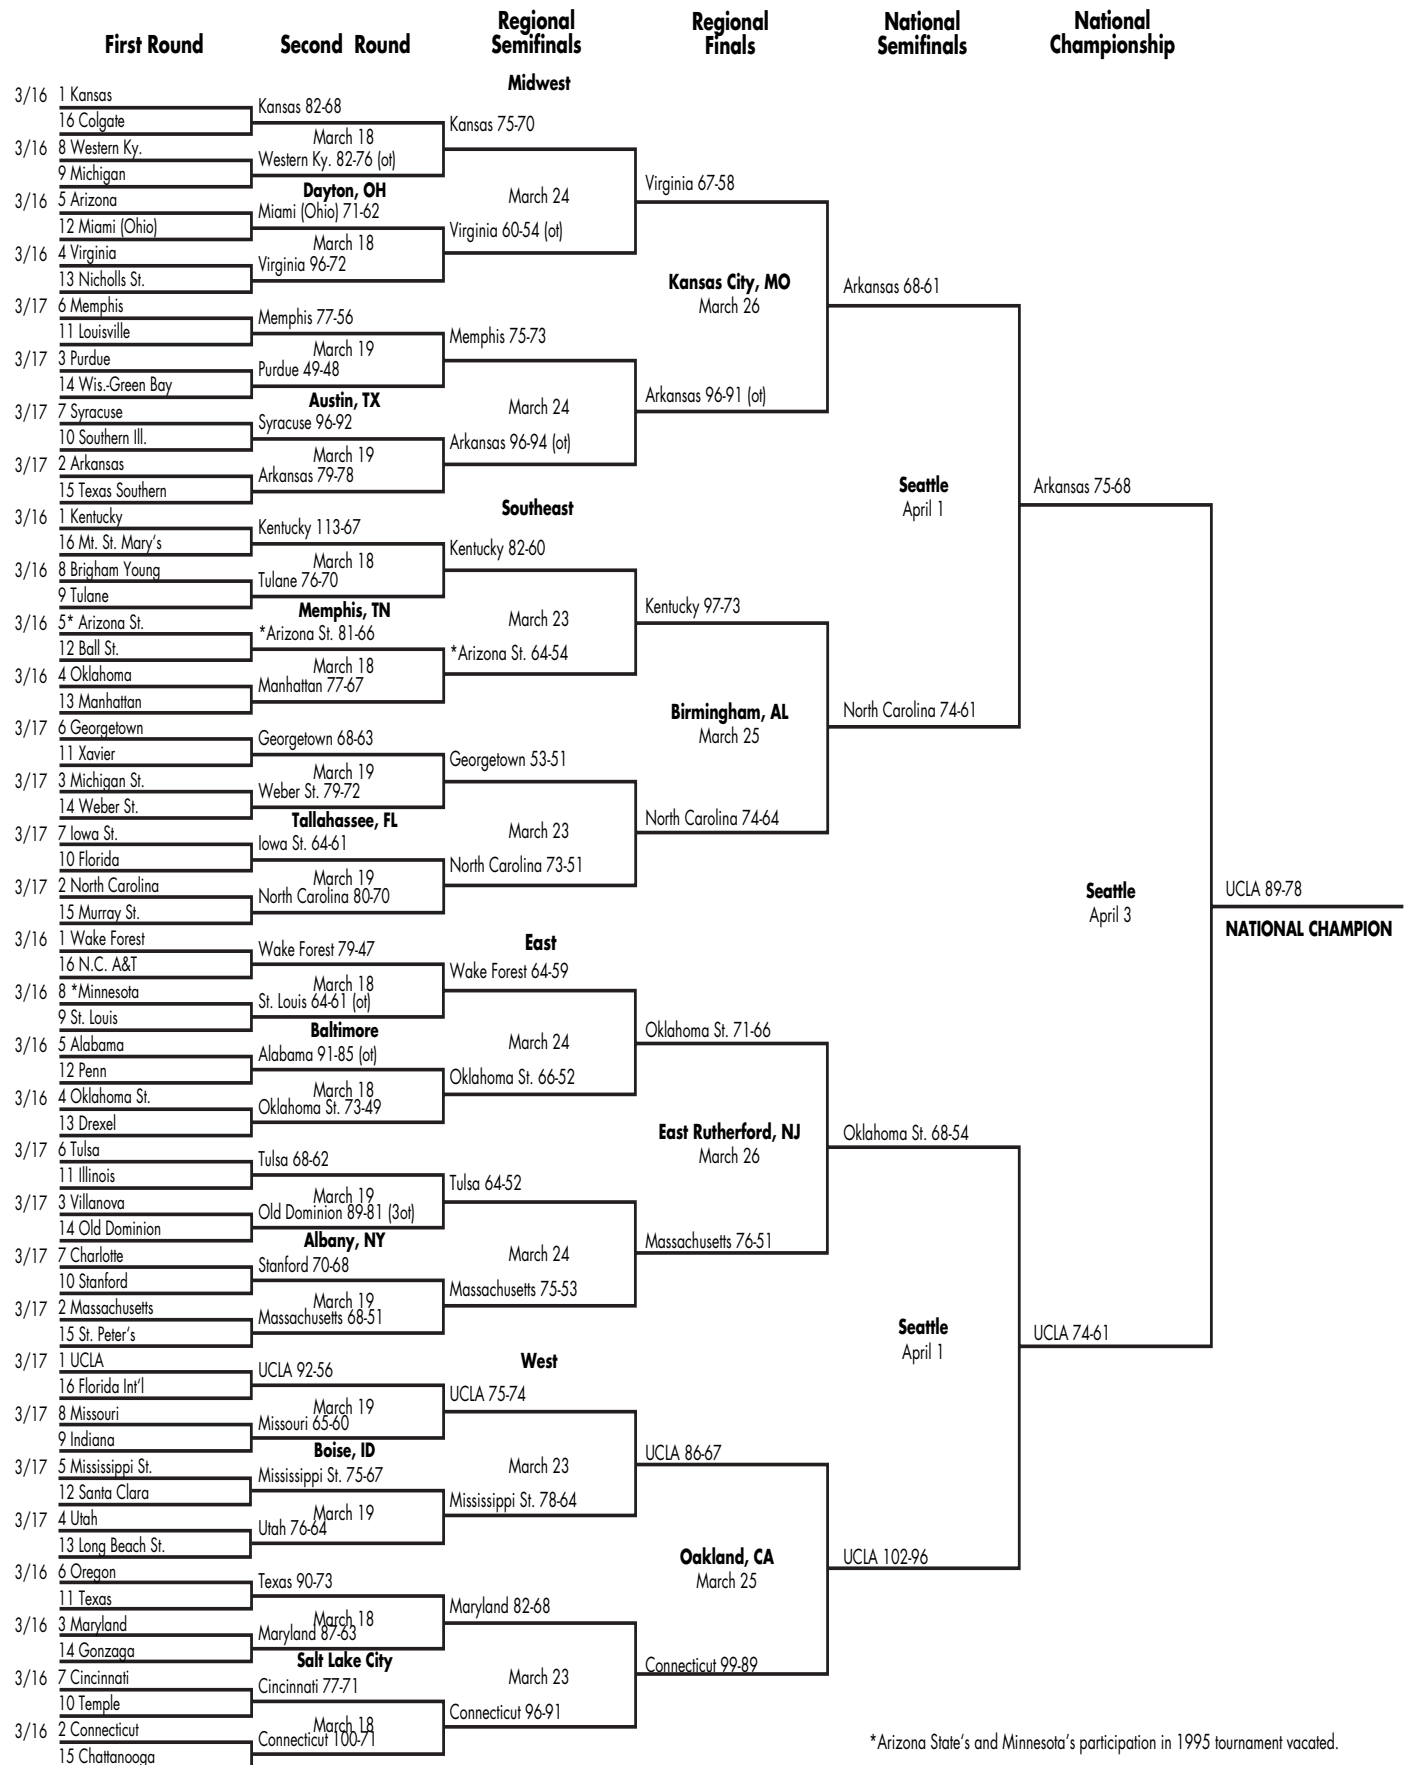 First Round
Second Round
Regional
Semifinals
Regional
Finals
National
Semifinals
National
Championship
Midwest
3/16 1 Kansas
16 Colgate
3/16 8 Western Ky.
9 Michigan
3/16 5 Arizona
12 Miami (Ohio)
3/16 4 Virginia
13 Nicholls St.
3/17 6 Memphis
11 Louisville
3/17 3 Purdue
14 Wis.-Green Bay
3/17 7 Syracuse
10 Southern Ill.
3/17 2 Arkansas
15 Texas Southern
Kansas 82-68
March 18
Western Ky. 82-76 (ot)
Dayton, OH
Miami (Ohio) 71-62
March 18
Virginia 96-72
Memphis 77-56
March 19
Purdue 49-48
Austin, TX
Syracuse 96-92
March 19
Arkansas 79-78
Kansas 75-70
March 24
Virginia 60-54 (ot)
Memphis 75-73
March 24
Arkansas 96-94 (ot)
Virginia 67-58
Kansas City, MO
March 26
Arkansas 96-91 (ot)
Arkansas 68-61
Southeast
3/16 1 Kentucky
16 Mt. St. Mary's
3/16 8 Brigham Young
9 Tulane
3/16 5* Arizona St.
12 Ball St.
3/16 4 Oklahoma
13 Manhattan
3/17 6 Georgetown
11 Xavier
3/17 3 Michigan St.
14 Weber St.
3/17 7 Iowa St.
10 Florida
3/17 2 North Carolina
15 Murray St.
Kentucky 113-67
March 18
Tulane 76-70
Memphis, TN
*Arizona St. 81-66
March 18
Manhattan 77-67
Georgetown 68-63
March 19
Weber St. 79-72
Tallahassee, FL
Iowa St. 64-61
March 19
North Carolina 80-70
Kentucky 82-60
March 23
*Arizona St. 64-54
Georgetown 53-51
March 23
North Carolina 73-51
Kentucky 97-73
Birmingham, AL
March 25
North Carolina 74-64
North Carolina 74-61
Seattle
April 1
Arkansas 75-68
East
3/16 1 Wake Forest
16 N.C. A&T
3/16 8 *Minnesota
9 St. Louis
3/16 5 Alabama
12 Penn
3/16 4 Oklahoma St.
13 Drexel
3/17 6 Tulsa
11 Illinois
3/17 3 Villanova
14 Old Dominion
3/17 7 Charlotte
10 Stanford
3/17 2 Massachusetts
15 St. Peter's
Wake Forest 79-47
March 18
St. Louis 64-61 (ot)
Baltimore
Alabama 91-85 (ot)
March 18
Oklahoma St. 73-49
Tulsa 68-62
March 19
Old Dominion 89-81 (3ot)
Albany, NY
Stanford 70-68
March 19
Massachusetts 68-51
Wake Forest 64-59
March 24
Oklahoma St. 66-52
Tulsa 64-52
March 24
Massachusetts 75-53
Oklahoma St. 71-66
East Rutherford, NJ
March 26
Massachusetts 76-51
Oklahoma St. 68-54
West
3/17 1 UCLA
16 Florida Int'l
3/17 8 Missouri
9 Indiana
3/17 5 Mississippi St.
12 Santa Clara
3/17 4 Utah
13 Long Beach St.
3/16 6 Oregon
11 Texas
3/16 3 Maryland
14 Gonzaga
3/16 7 Cincinnati
10 Temple
3/16 2 Connecticut
15 Chattanooga
UCLA 92-56
March 19
Missouri 65-60
Boise, ID
Mississippi St. 75-67
March 19
Utah 76-64
Texas 90-73
March 18
Maryland 87-63
Salt Lake City
Cincinnati 77-71
March 18
Connecticut 100-71
UCLA 75-74
March 23
Mississippi St. 78-64
Maryland 82-68
March 23
Connecticut 96-91
UCLA 86-67
Oakland, CA
March 25
Connecticut 99-89
UCLA 102-96
Seattle
April 1
UCLA 74-61
Seattle
April 3
UCLA 89-78
NATIONAL CHAMPION
*Arizona State's and Minnesota's participation in 1995 tournament vacated.